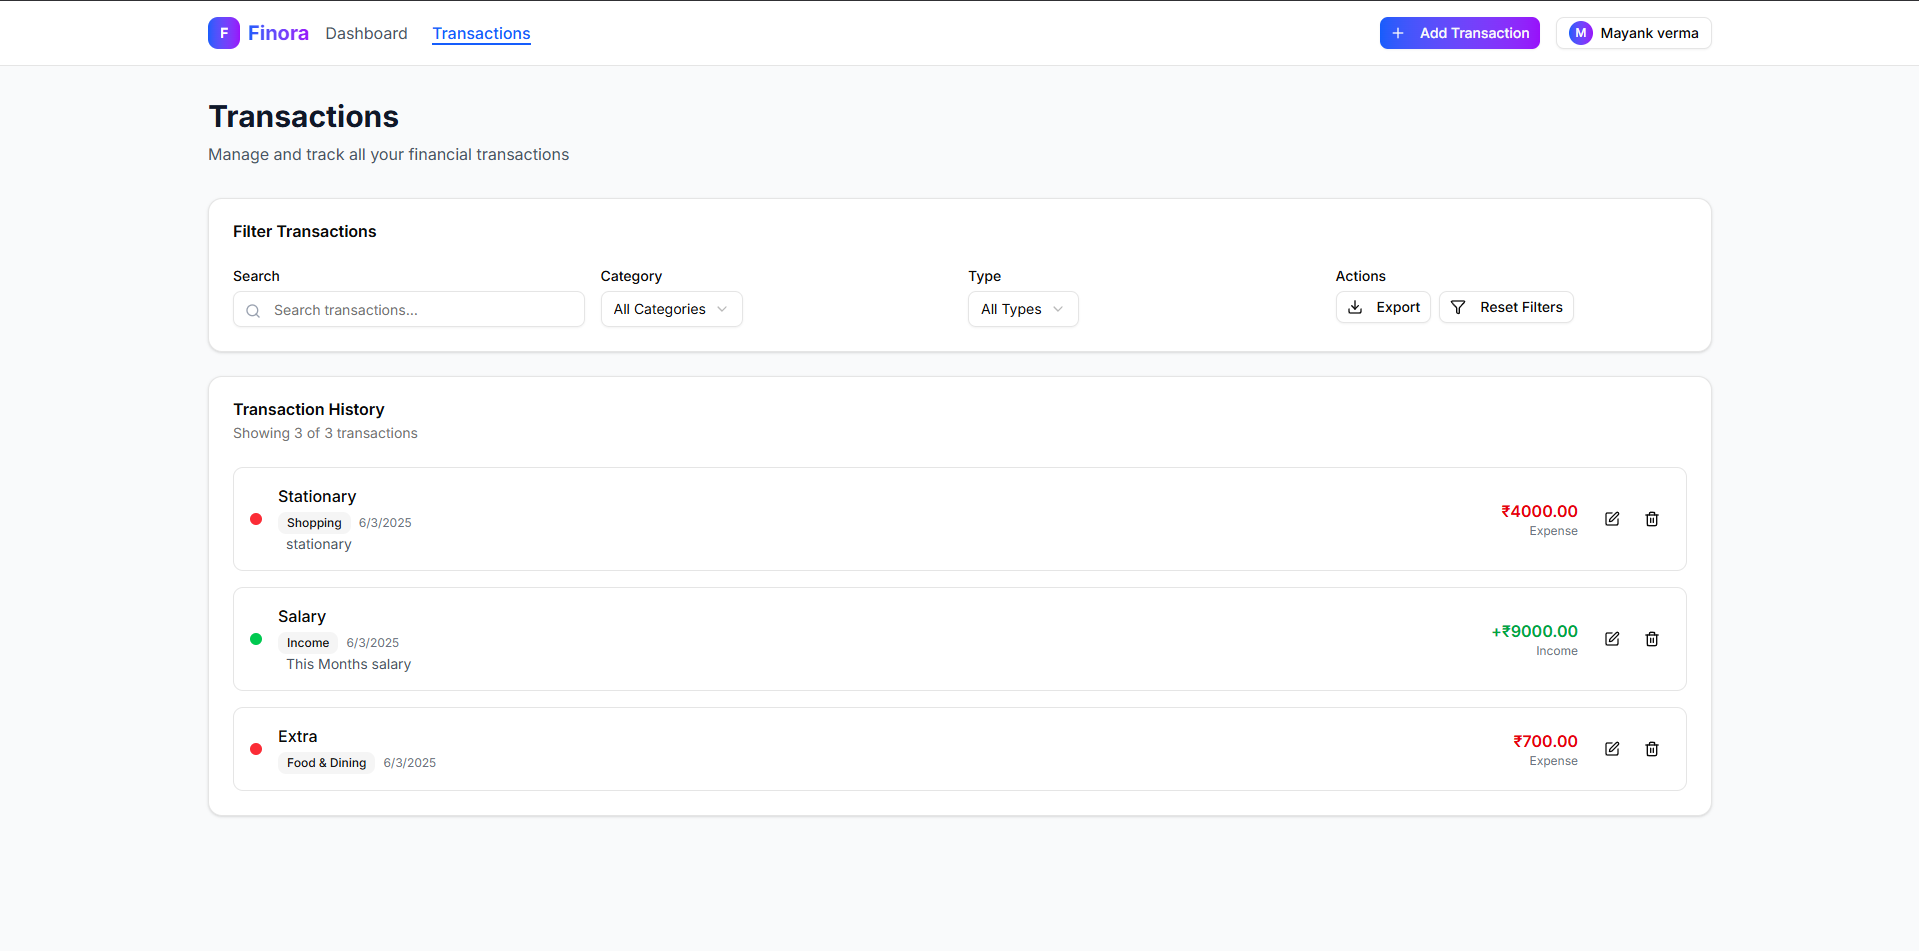 F Finora Dashboard Transactions + Add Transaction M Mayank verma
Transactions
Manage and track all your financial transactions
Filter Transactions
Search Category Type Actions
Search transactions... All Categories All Types Export Reset Filters
Transaction History
Showing 3 of 3 transactions
Stationary
Shopping 6/3/2025
stationary
₹4000.00
Expense
Salary
Income 6/3/2025
This Months salary
+₹9000.00
Income
Extra
Food & Dining 6/3/2025
₹700.00
Expense